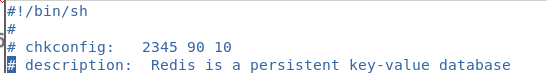 #!/bin/sh
#
# chkconfig:   2345 90 10
# description:  Redis is a persistent key-value database